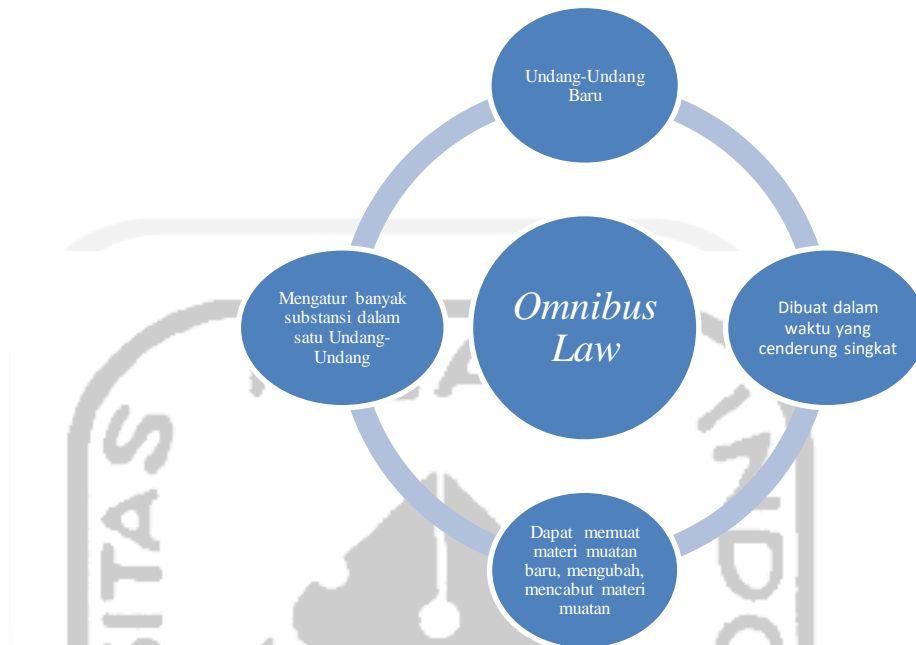 Undang-Undang
Baru
Mengatur banyak
substansi dalam
satu Undang-
Undang
Omnibus
Law
Dibuat dalam
waktu yang
cenderung singkat
Dapat memuat
materi muatan
baru, mengubah,
mencabut materi
muatan